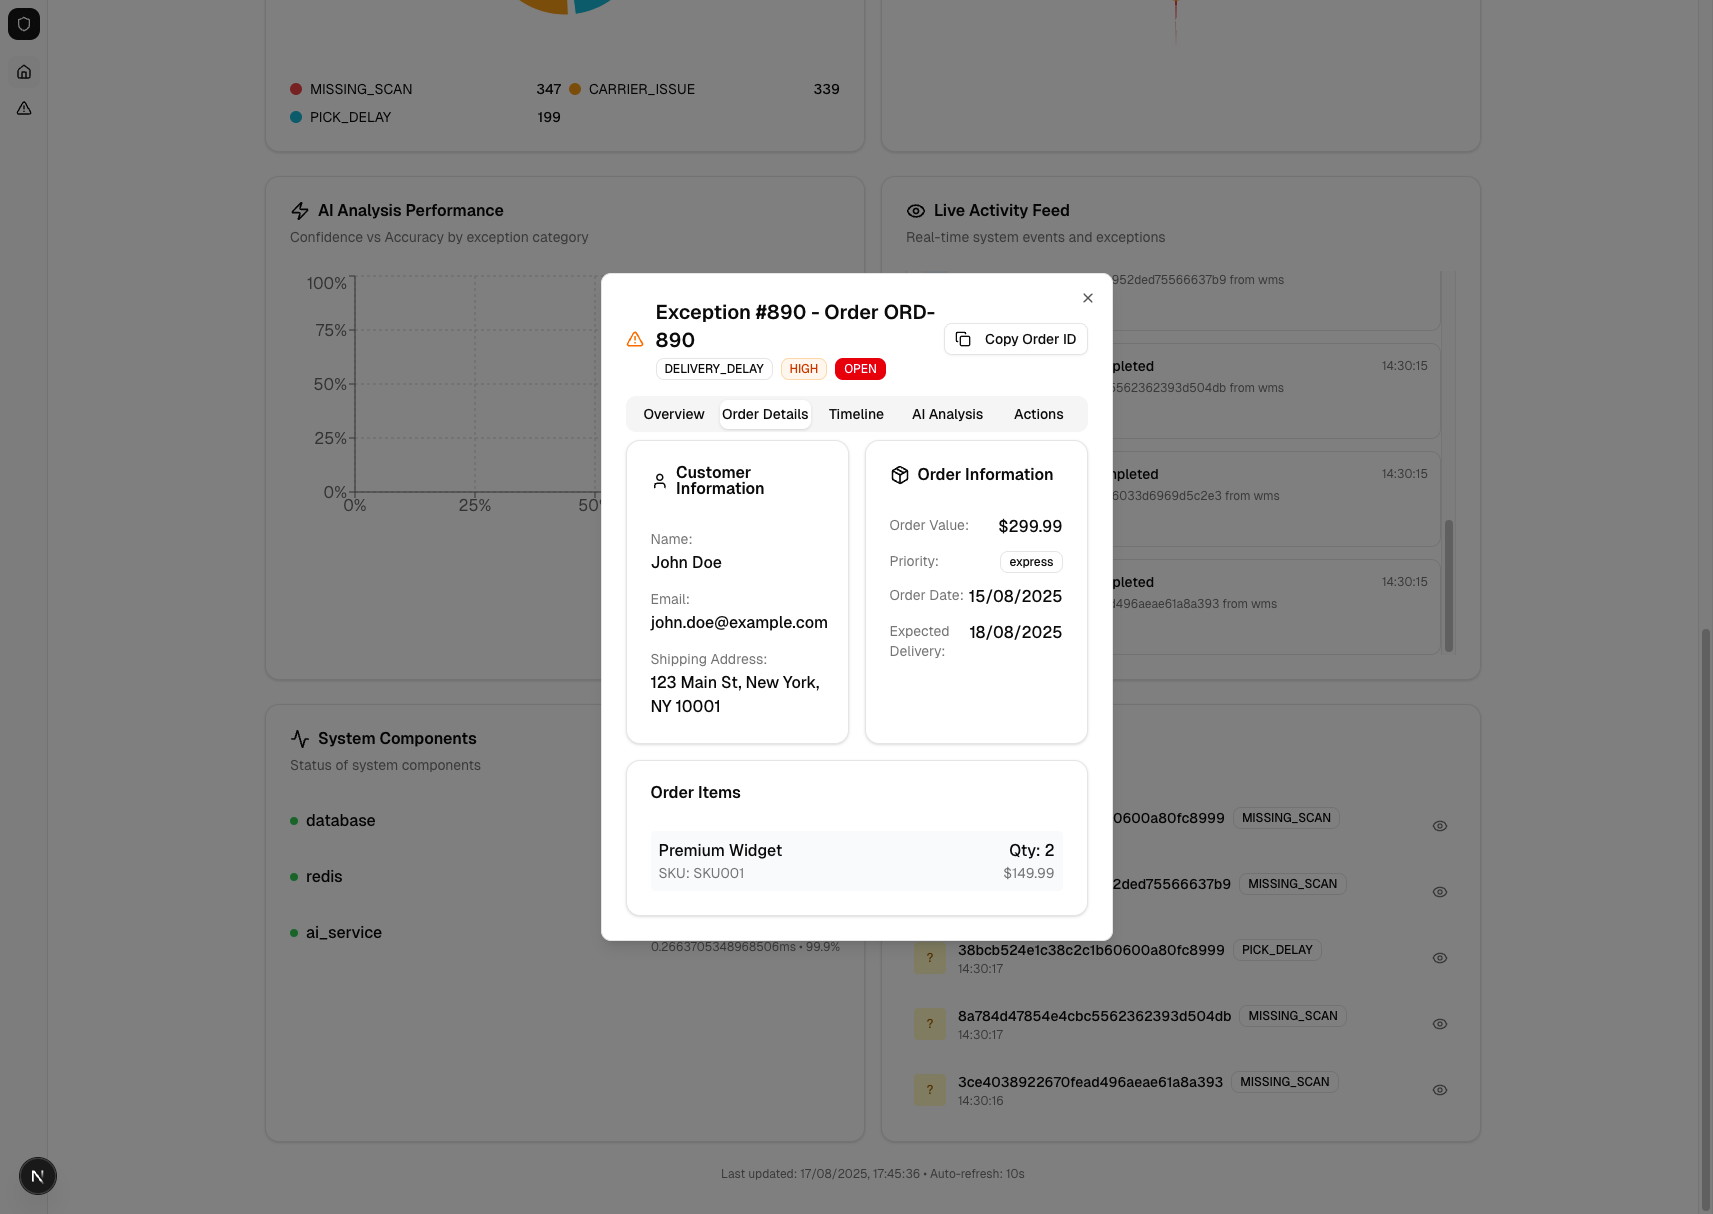 MISSING_SCAN 347 CARRIER_ISSUE 339
PICK_DELAY 199
AI Analysis Performance
Confidence vs Accuracy by exception category
100%
75%
50%
25%
0%
0% 25%
Live Activity Feed
Real-time system events and exceptions
952ded75566637b9 from wms
14:30:15
5562362393d504db from wms
14:30:15
6033d6969d5c2e3 from wms
14:30:15
d496aeae61a8a393 from wms
Exception #890 - Order ORD-
890
Copy Order ID
DELIVERY_DELAY HIGH OPEN
Overview Order Details Timeline AI Analysis Actions
Customer
Information
Name:
John Doe
Email:
john.doe@example.com
Shipping Address:
123 Main St, New York,
NY 10001
Order Information
Order Value: $299.99
Priority: express
Order Date: 15/08/2025
Expected
Delivery:
18/08/2025
Order Items
Premium Widget Qty: 2
SKU: SKU001 $149.99
System Components
Status of system components
database
redis
ai_service
0.2663705348968506ms • 99.9%
0600a80fc8999 MISSING_SCAN
2ded75566637b9 MISSING_SCAN
? 38bcb524e1c38c2c1b60600a80fc8999 PICK_DELAY
14:30:17
? 8a784d47854e4cbc5562362393d504db MISSING_SCAN
14:30:17
? 3ce4038922670fead496aeae61a8a393 MISSING_SCAN
14:30:16
N
Last updated: 17/08/2025, 17:45:36 • Auto-refresh: 10s